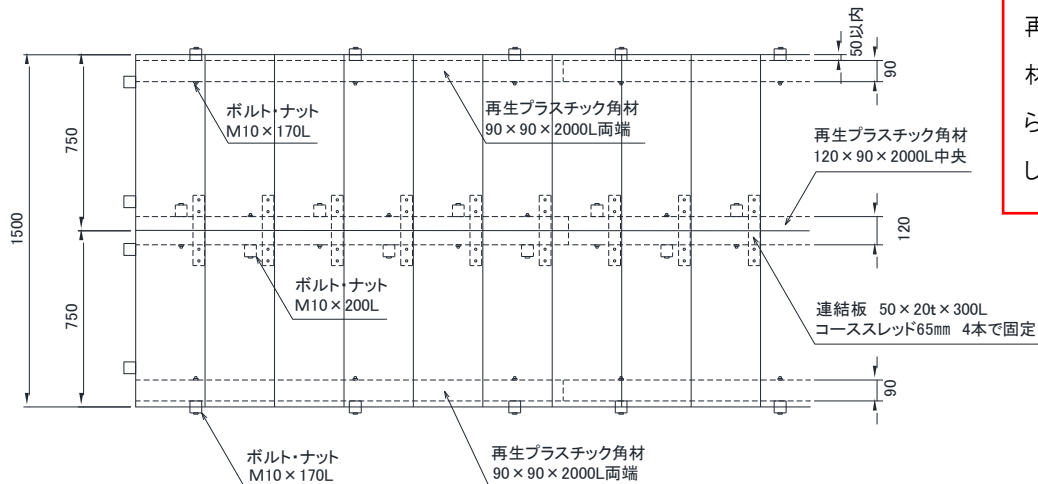 50以内
90
再
材
ら
し
ボルト・ナット
M10×170L
再生プラスチック角材
90×90×2000L両端
再生プラスチック角材
120×90×2000L中央
750
1500
120
750
ボルト・ナット
M10×200L
連結板 50×20t×300L
コーススレッド65mm 4本で固定
90
ボルト・ナット
M10×170L
再生プラスチック角材
90×90×2000L両端